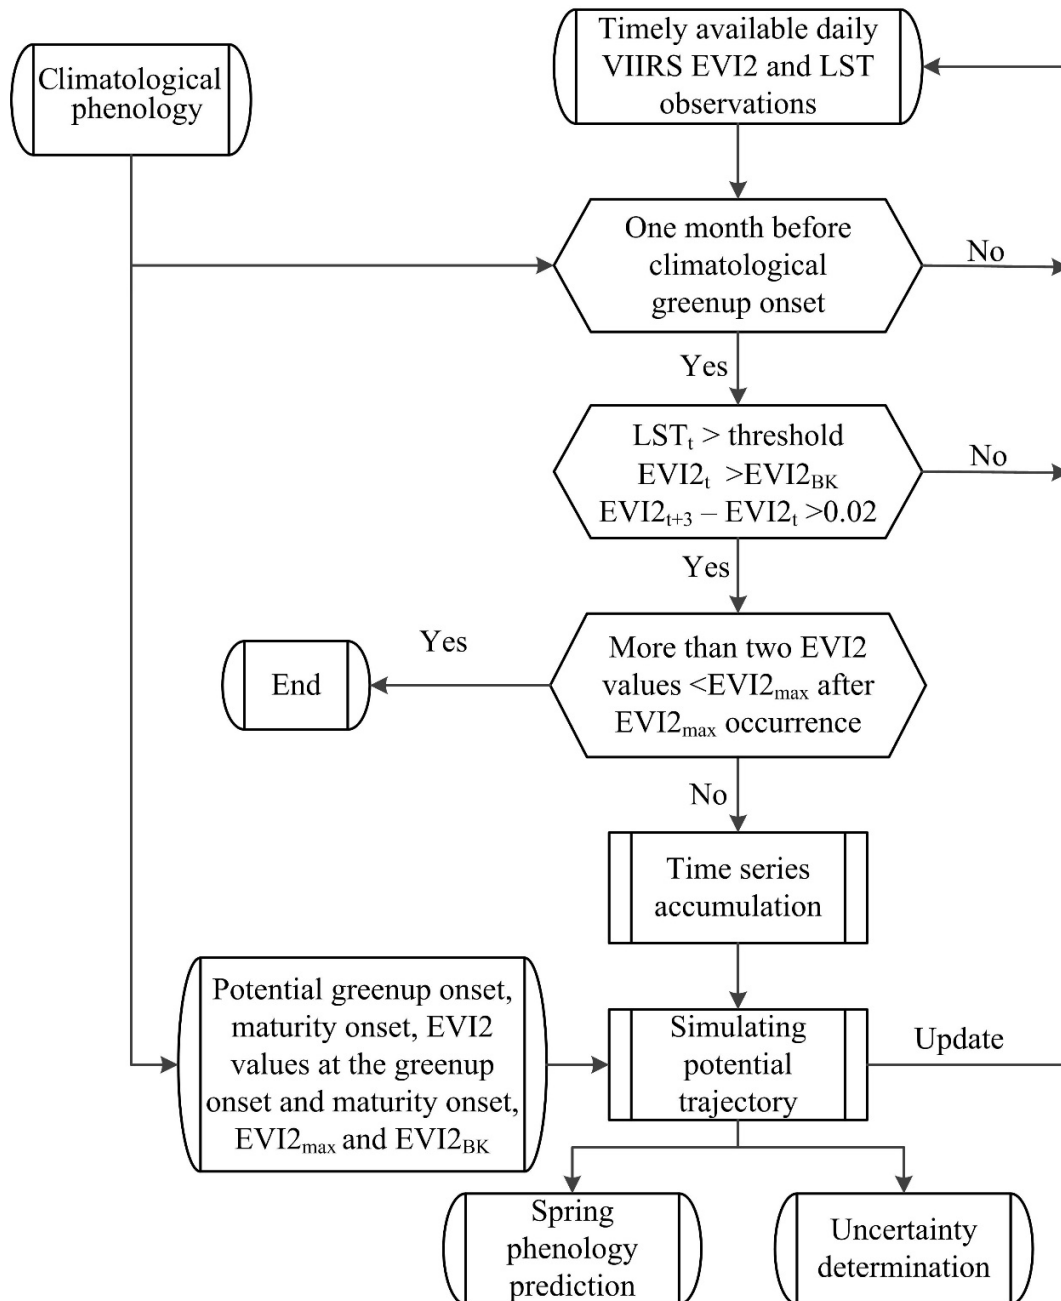 Climatological
phenology
Timely available daily
VIIRS EVI2 and LST
observations
One month before
climatological
greenup onset
No
Yes
LSTt > threshold
EVI2t >EVI2BK
EVI2t+3 – EVI2t >0.02
No
Yes
More than two EVI2
values <EVI2max after
EVI2max occurrence
Yes
End
No
Time series
accumulation
Potential greenup onset,
maturity onset, EVI2
values at the greenup
onset and maturity onset,
EVI2max and EVI2BK
Simulating
potential
trajectory
Update
Spring
phenology
prediction
Uncertainty
determination